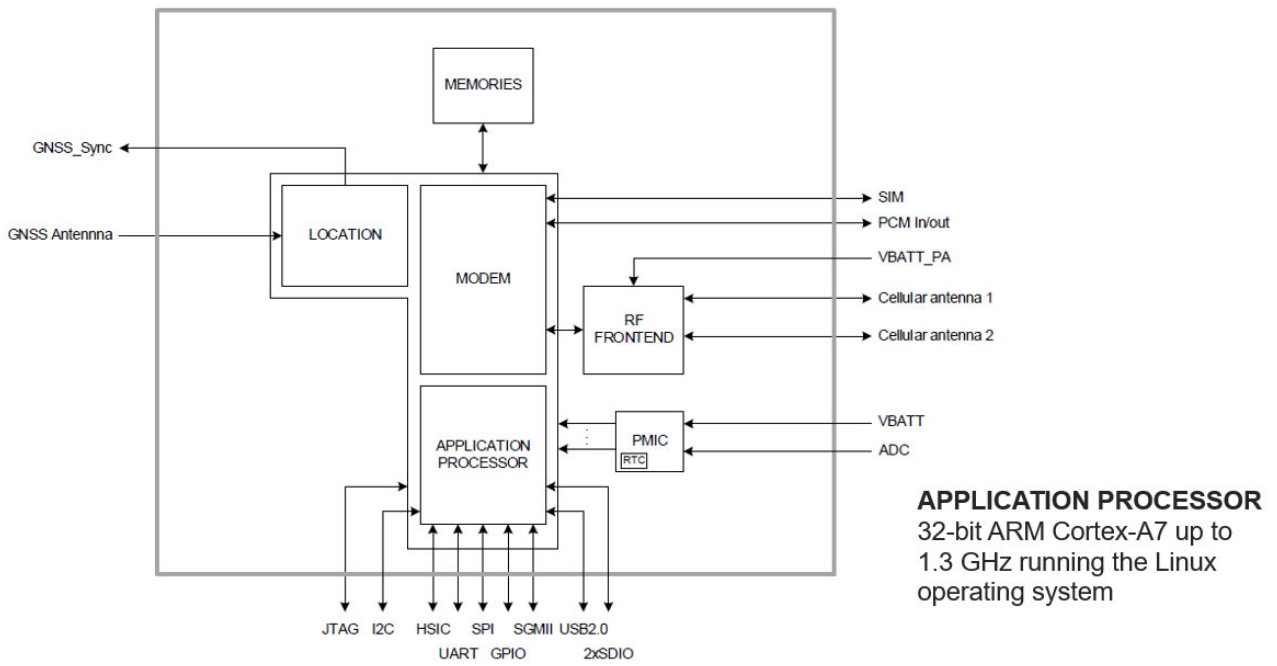 MEMORIES
GNSS_Sync
SIM
LOCATION
GNSS Antennna
PCM In/out
MODEM
VBATT_PA
Cellular antenna 1
RF
FRONTEND
Cellular antenna 2
VBATT
PMIC
ADC
RTC
APPLICATION
PROCESSOR
APPLICATION PROCESSOR
32-bit ARM Cortex-A7 up to
1.3 GHz running the Linux
operating system
JTAG I2C HSIC SPI SGMII USB2.0
UART GPIO 2xSDIO